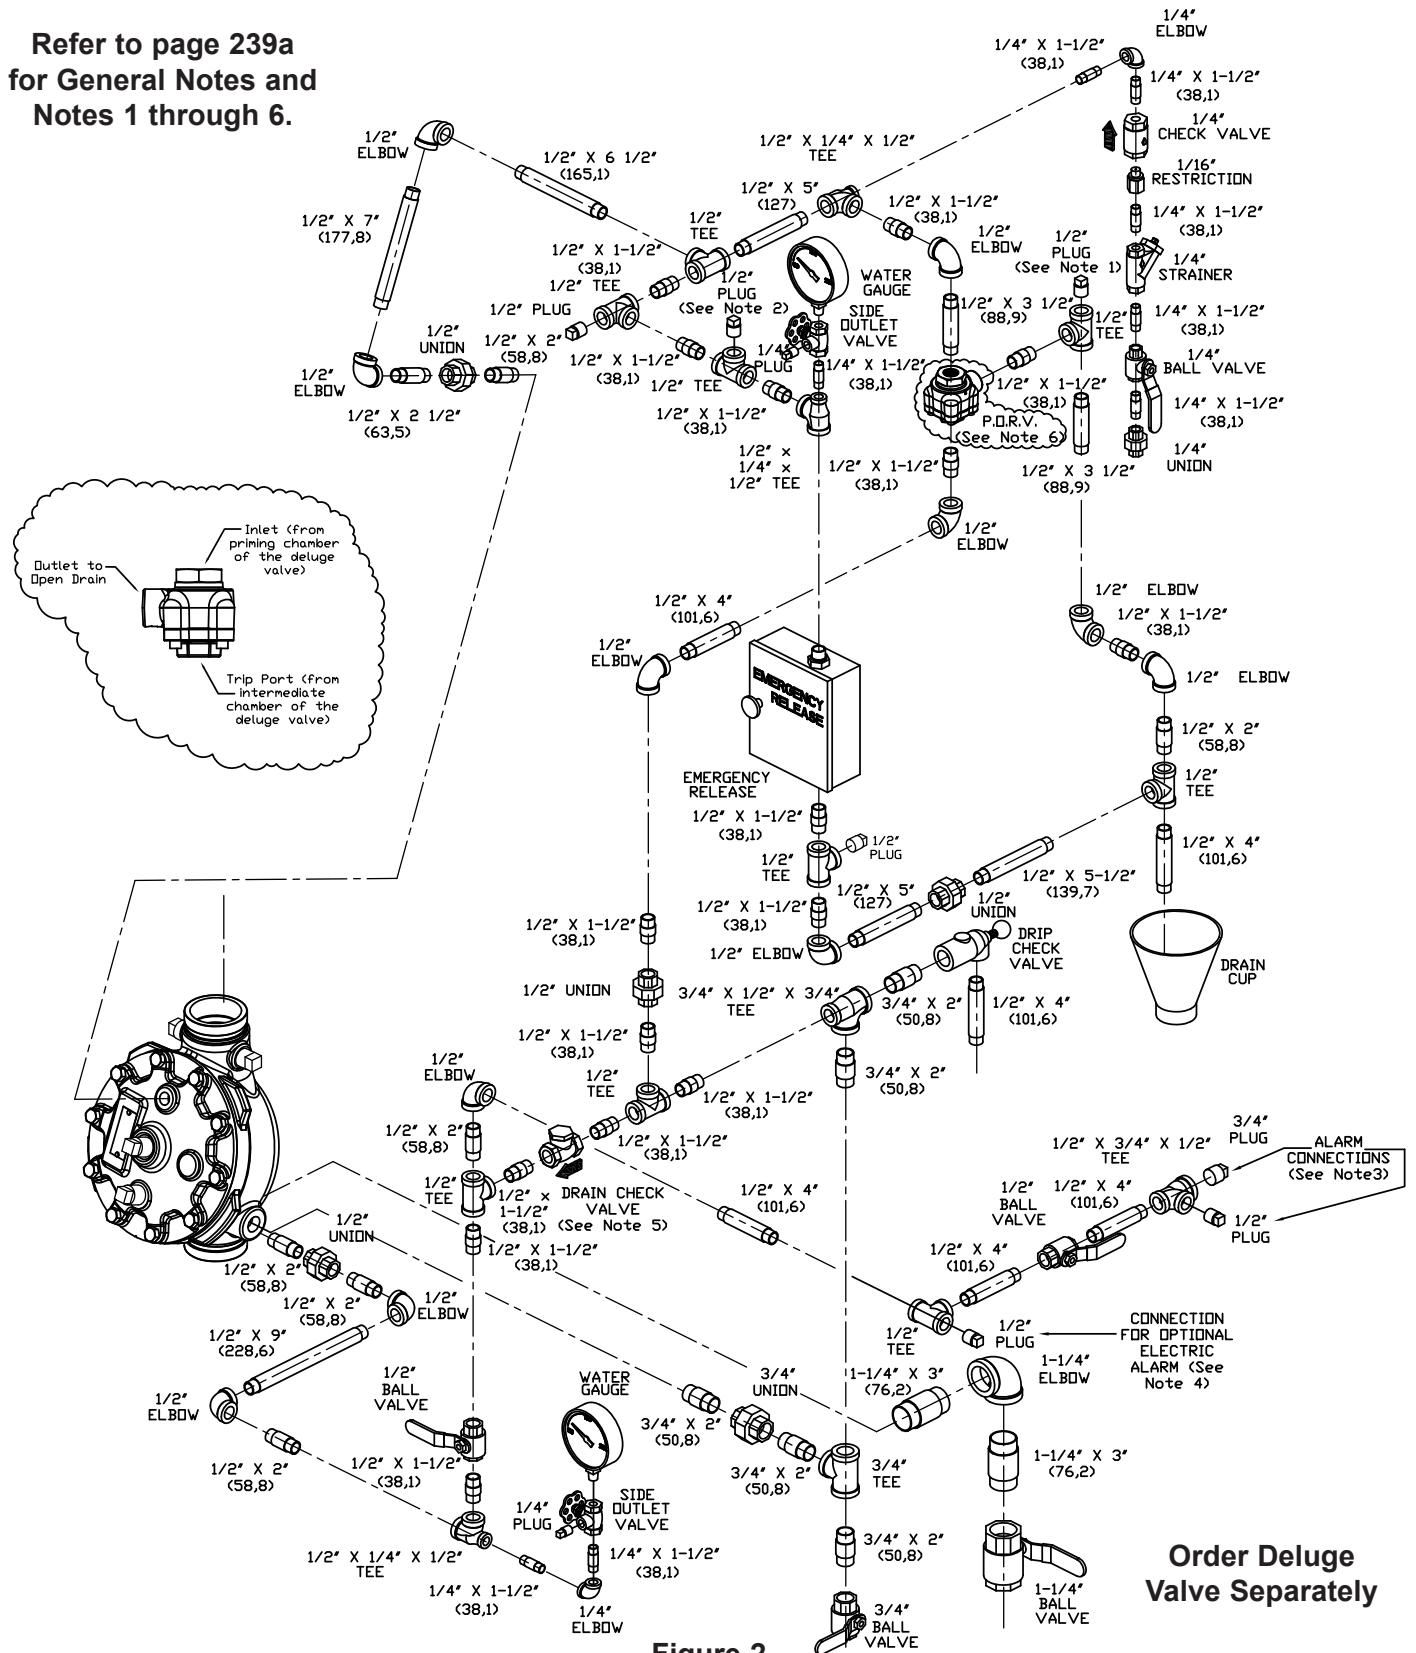 Refer to page 239a
for General Notes and
Notes 1 through 6.
1/4"
ELBOW
1/4" X 1-1/2"
(38,1)
1/4" X 1-1/2"
(38,1)
1/4"
CHECK VALVE
1/16"
RESTRICTION
1/4" X 1-1/2"
(38,1)
1/4"
STRAINER
1/4" X 1-1/2"
(38,1)
1/4"
BALL VALVE
1/4" X 1-1/2"
(38,1)
1/4"
UNION
1/2"
ELBOW
1/2" X 6 1/2"
(165,1)
1/2" X 7"
(177,8)
1/2" X 1/4" X 1/2"
TEE
1/2" X 5"
(127)
1/2" X 1-1/2"
(38,1)
1/2"
TEE
1/2"
ELBOW
1/2"
PLUG
(See Note 1)
1/2" X 1-1/2"
(38,1)
1/2" TEE
1/2"
PLUG
(See Note 2)
WATER
GAUGE
SIDE
OUTLET
VALVE
1/2" X 3 1/2"
(88,9)
1/2"
TEE
1/2" PLUG
1/2"
UNION
1/2" X 2"
(58,8)
1/2" X 1-1/2"
(38,1)
1/4"
PLUG
1/4" X 1-1/2"
(38,1)
1/2"
ELBOW
1/2" X 2 1/2"
(63,5)
1/2" TEE
1/2" X 1-1/2"
(38,1)
1/2" X 1-1/2"
(38,1)
P.O.R.V.
(See Note 6)
1/2" x
1/4" x
1/2" TEE
1/2" X 1-1/2"
(38,1)
1/2" X 3 1/2"
(88,9)
1/2"
ELBOW
Inlet (from
priming chamber
of the deluge
valve)
Outlet to
Open Drain
Trip Port (from
intermediate
chamber of the
deluge valve)
1/2" X 4"
(101,6)
1/2"
ELBOW
1/2" ELBOW
1/2" X 1-1/2"
(38,1)
1/2" ELBOW
EMERGENCY
RELEASE
1/2" X 2"
(58,8)
1/2"
TEE
EMERGENCY
RELEASE
1/2" X 1-1/2"
(38,1)
1/2"
PLUG
1/2"
TEE
1/2" X 4"
(101,6)
1/2" X 5-1/2"
(139,7)
1/2" X 5"
(127)
1/2"
UNION
1/2" X 1-1/2"
(38,1)
1/2" ELBOW
DRIP
CHECK
VALVE
DRAIN
CUP
1/2" X 1-1/2"
(38,1)
1/2" UNION
3/4" X 1/2" X 3/4"
TEE
3/4" X 2"
(50,8)
1/2" X 4"
(101,6)
1/2" X 1-1/2"
(38,1)
1/2"
ELBOW
1/2"
TEE
3/4" X 2"
(50,8)
1/2" X 1-1/2"
(38,1)
1/2" X 2"
(58,8)
1/2" X 1-1/2"
(38,1)
1/2"
TEE
1/2" x
1-1/2"
(38,1)
DRAIN CHECK
VALVE
(See Note 5)
1/2" X 1-1/2"
(38,1)
1/2" X 4"
(101,6)
1/2" X 3/4" X 1/2"
TEE
3/4"
PLUG
ALARM
CONNECTIONS
(See Note3)
1/2"
BALL
VALVE
1/2" X 4"
(101,6)
1/2"
PLUG
1/2" X 4"
(101,6)
1/2"
UNION
1/2" X 2"
(58,8)
1/2" X 2"
(58,8)
1/2"
ELBOW
1/2" X 9"
(228,6)
1/2"
TEE
1/2"
PLUG
CONNECTION
FOR OPTIONAL
ELECTRIC
ALARM (See
Note 4)
1/2"
ELBOW
1/2"
BALL
VALVE
WATER
GAUGE
3/4"
UNION
1-1/4" X 3"
(76,2)
1-1/4"
ELBOW
3/4" X 2"
(50,8)
1/2" X 2"
(58,8)
1/2" X 1-1/2"
(38,1)
3/4" X 2"
(50,8)
3/4"
TEE
1-1/4" X 3"
(76,2)
1/4"
PLUG
SIDE
OUTLET
VALVE
1/2" X 1/4" X 1/2"
TEE
1/4" X 1-1/2"
(38,1)
1/4" X 1-1/2"
(38,1)
1/4"
ELBOW
3/4" X 2"
(50,8)
3/4"
BALL
VALVE
1-1/4"
BALL
VALVE
Order Deluge
Valve Separately
Figure 2